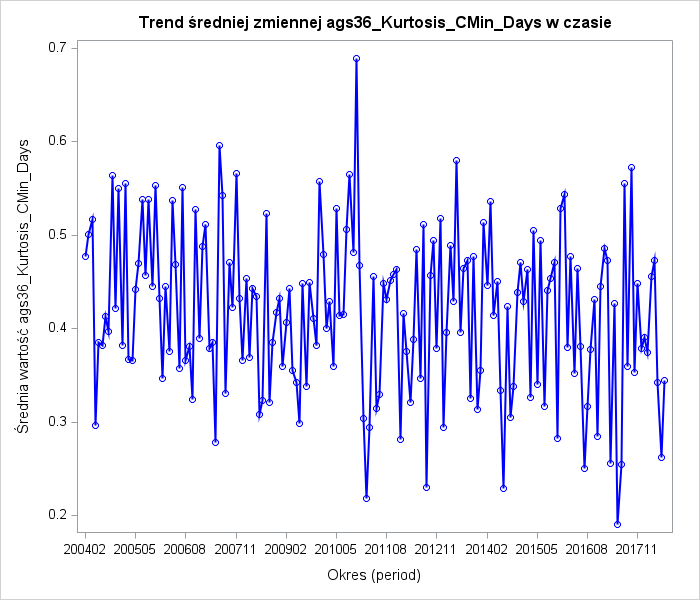 Trend średniej zmiennej ags36_Kurtosis_CMin_Days w czasie
0.7
0.6
0.5
0.4
0.3
0.2
Średnia wartość ags36_Kurtosis_CMin_Days
200402 200505 200608 200711 200902 201005 201108 201211 201402 201505 201608 201711
Okres (period)